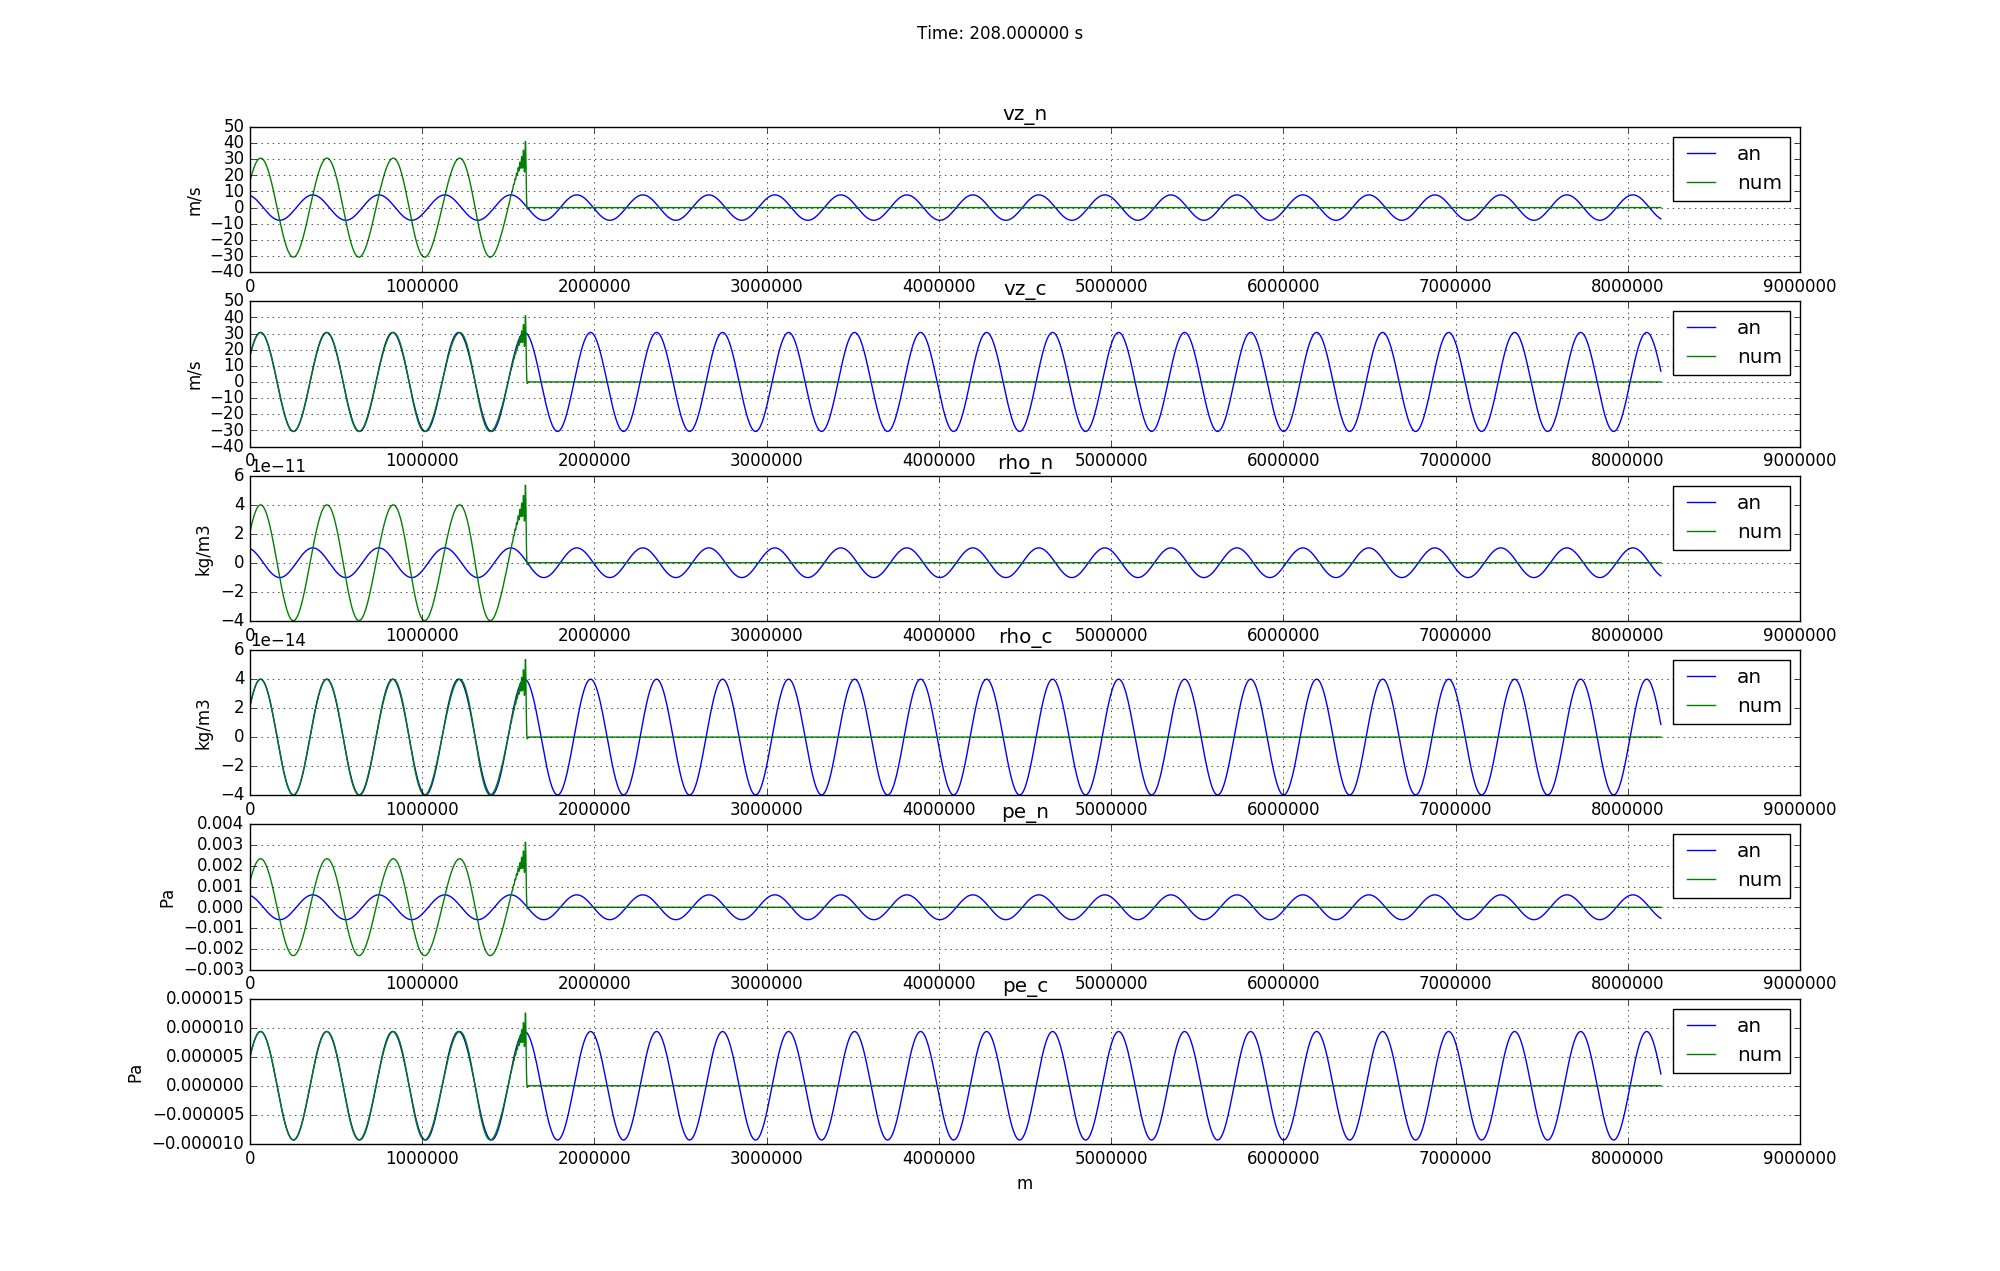 Time: 208.000000 s
vz_n
50
40
30
20
10
0
−10
−20
−30
−40
m/s
an
num
0 1000000 2000000 3000000 4000000 5000000 6000000 7000000 8000000 9000000
vz_c
50
40
30
20
10
0
−10
−20
−30
−40
m/s
an
num
0 1000000 2000000 3000000 4000000 5000000 6000000 7000000 8000000 9000000
1e−11
rho_n
6
4
2
0
−2
−4
kg/m3
an
num
0 1000000 2000000 3000000 4000000 5000000 6000000 7000000 8000000 9000000
1e−14
rho_c
6
4
2
0
−2
−4
kg/m3
an
num
0 1000000 2000000 3000000 4000000 5000000 6000000 7000000 8000000 9000000
pe_n
0.004
0.003
0.002
0.001
0.000
−0.001
−0.002
−0.003
Pa
an
num
0 1000000 2000000 3000000 4000000 5000000 6000000 7000000 8000000 9000000
pe_c
0.000015
0.000010
0.000005
0.000000
−0.000005
−0.000010
Pa
an
num
0 1000000 2000000 3000000 4000000 5000000 6000000 7000000 8000000 9000000
m